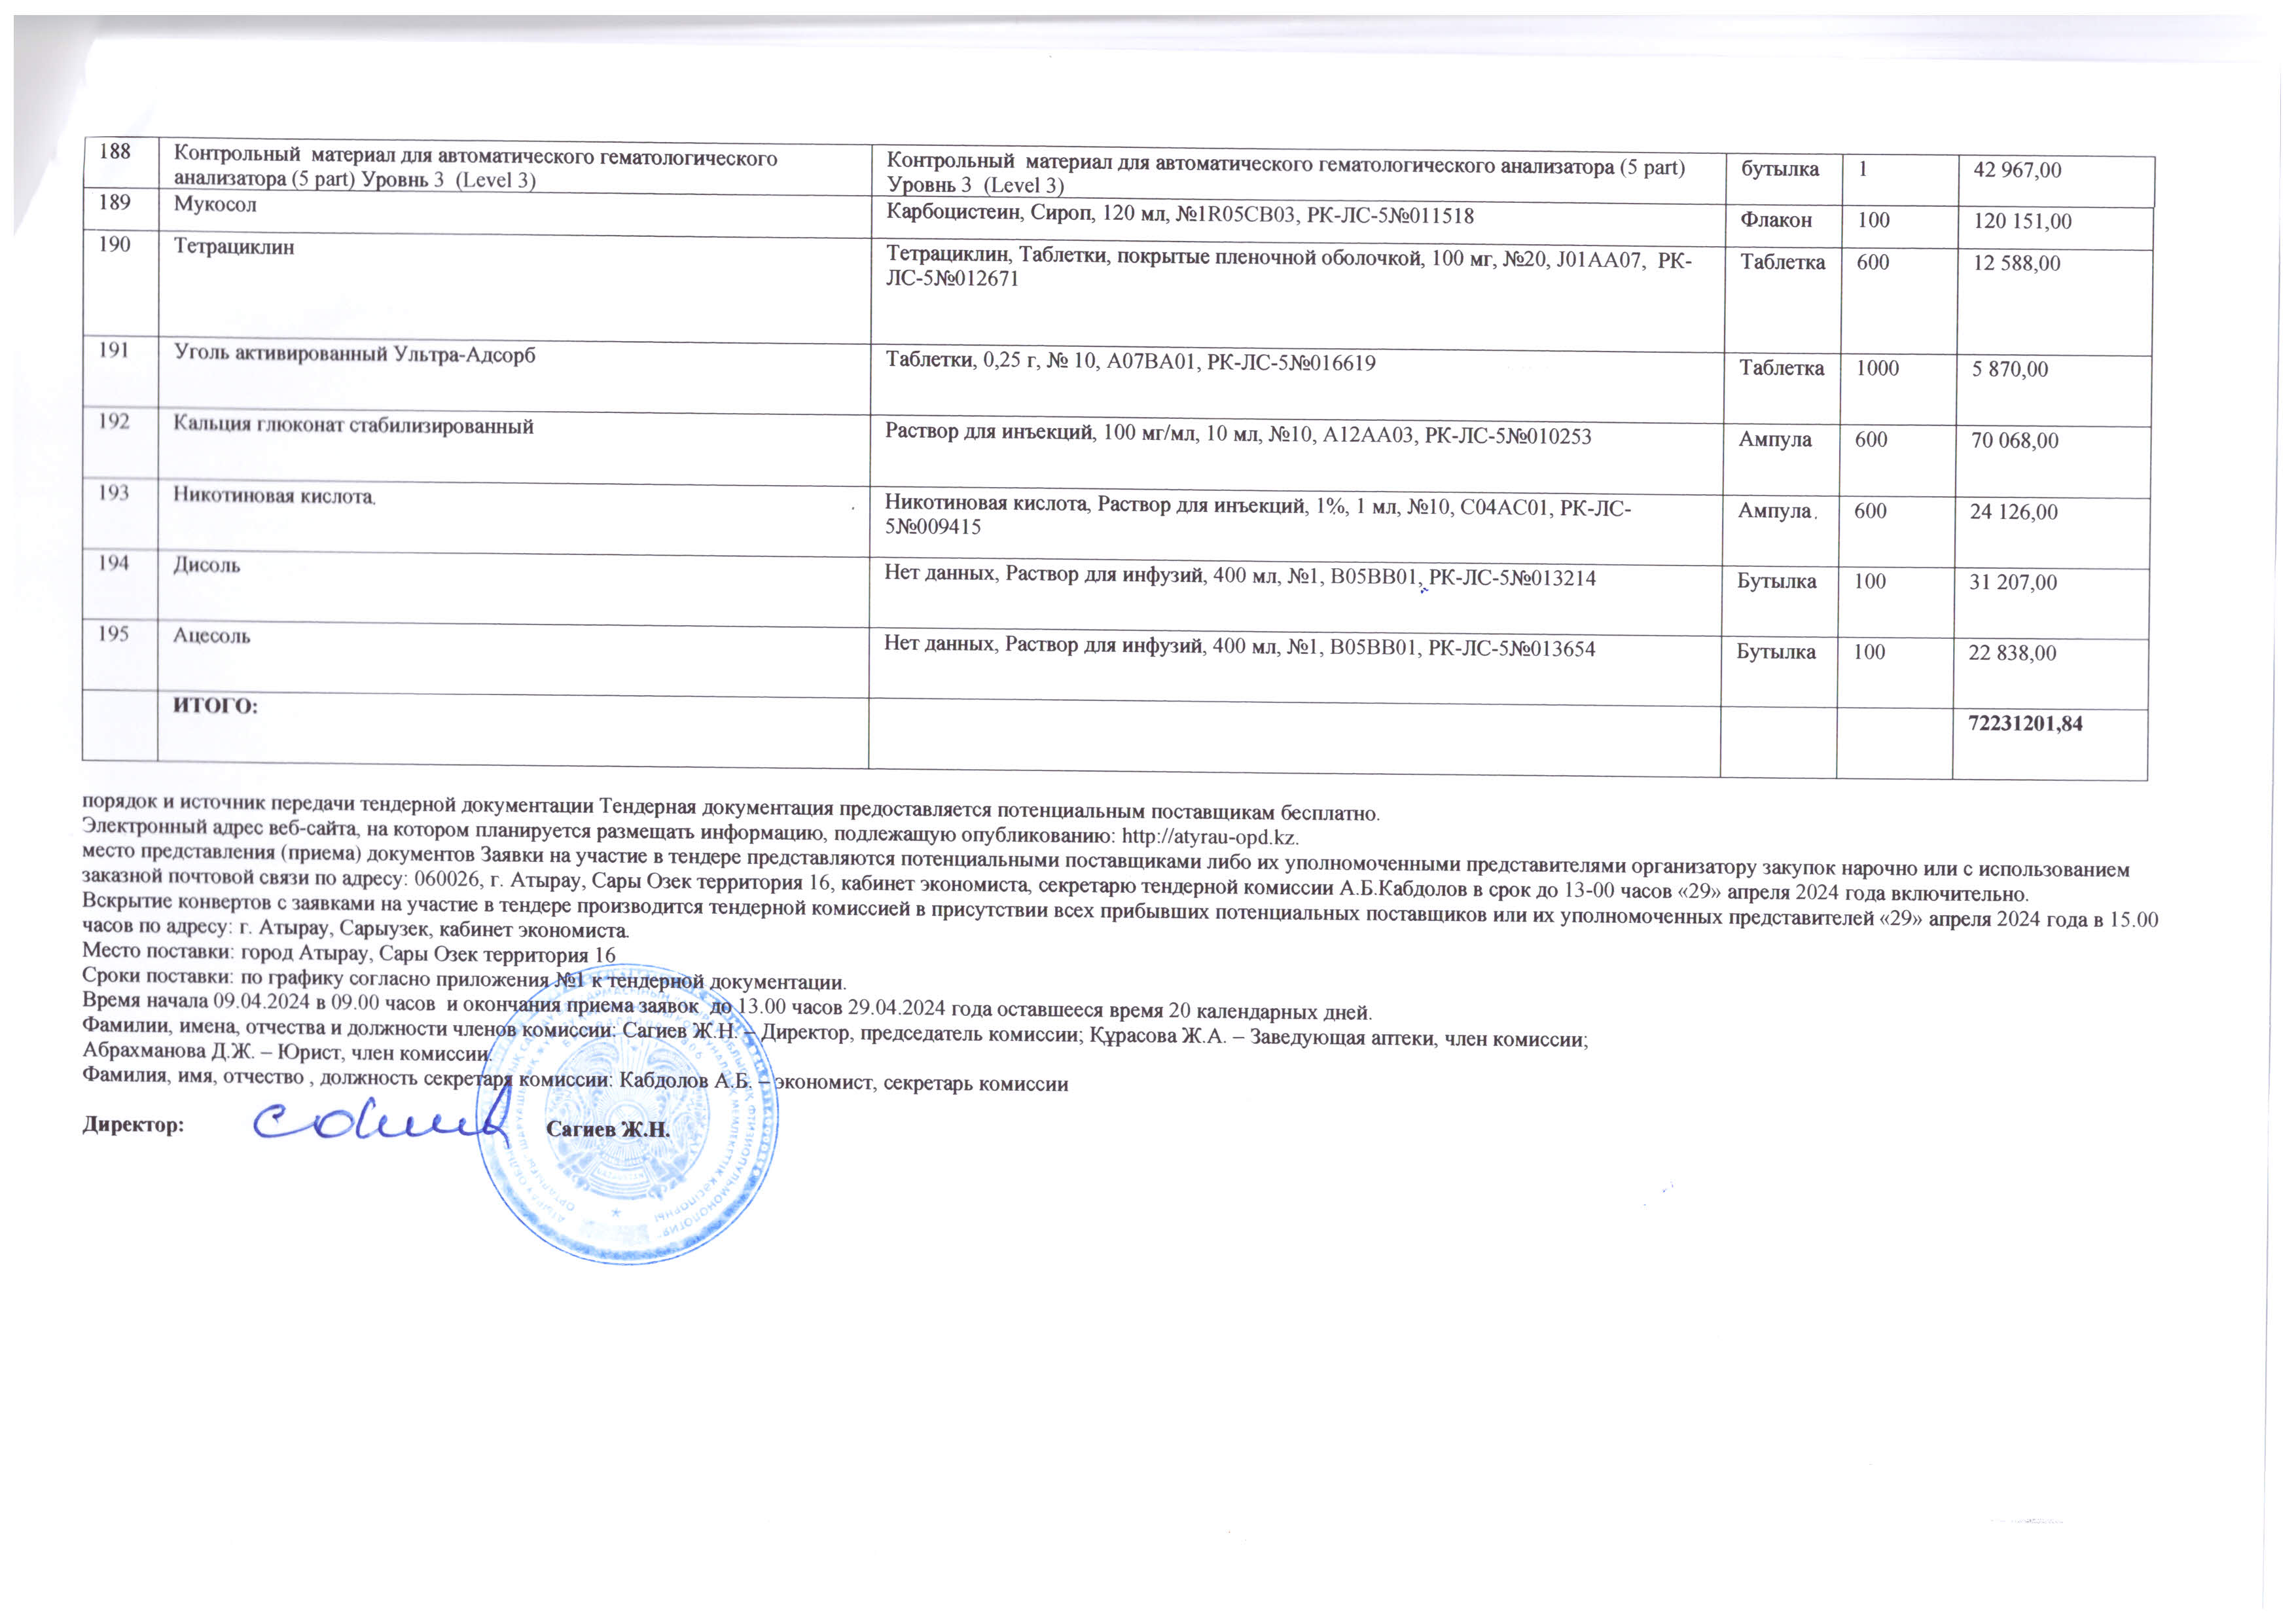 188 Контрольный материал для автоматического гематологического Контрольный материал для автоматического гематологического анализатора (5 part) бутылка 1 42 967,00
анализатора (5 part) Уровнь 3 (Level 3) Уровнь 3 (Level 3)
189 Мукосол Карбоцистеин, Сироп, 120 мл, №1R05CB03, РК-ЛС-5№011518 Флакон 100 120 151,00
190 Тетрациклин Тетрациклин, Таблетки, покрытые пленочной оболочкой, 100 мг, №20, J01AA07, РК- Таблетка 600 12 588,00
ЛС-5№012671
191 Уголь активированный Ультра-Адсорб Таблетки, 0,25 г, № 10, A07BA01, РК-ЛС-5№016619 Таблетка 1000 5 870,00
192 Кальция глюконат стабилизированный Раствор для инъекций, 100 мг/мл, 10 мл, №10, A12AA03, РК-ЛС-5№010253 Ампула 600 70 068,00
193 Никотиновая кислота. Никотиновая кислота, Раствор для инъекций, 1%, 1 мл, №10, C04AC01, РК-ЛС- Ампула. 600 24 126,00
5№009415
194 Дисоль Нет данных, Раствор для инфузий, 400 мл, №1, B05BB01, РК-ЛС-5№013214 Бутылка 100 31 207,00
195 Ацесоль Нет данных, Раствор для инфузий, 400 мл, №1, B05BB01, РК-ЛС-5№013654 Бутылка 100 22 838,00
ИТОГО: 72231201,84
порядок и источник передачи тендерной документации Тендерная документация предоставляется потенциальным поставщикам бесплатно.
Электронный адрес веб-сайта, на котором планируется размещать информацию, подлежащую опубликованию: http://atyrau-opd.kz.
место представления (приема) документов Заявки на участие в тендере представляются потенциальными поставщиками либо их уполномоченными представителями организатору закупок нарочно или с использованием
заказной почтовой связи по адресу: 060026, г. Атырау, Сары Озек территория 16, кабинет экономиста, секретарю тендерной комиссии А.Б.Кабдолов в срок до 13-00 часов «29» апреля 2024 года включительно.
Вскрытие конвертов с заявками на участие в тендере производится тендерной комиссией в присутствии всех прибывших потенциальных поставщиков или их уполномоченных представителей «29» апреля 2024 года в 15.00
часов по адресу: г. Атырау, Сарыузек, кабинет экономиста.
Место поставки: город Атырау, Сары Озек территория 16
Сроки поставки: по графику согласно приложения №1 к тендерной документации.
Время начала 09.04.2024 в 09.00 часов и окончания приема заявок до 13.00 часов 29.04.2024 года оставшееся время 20 календарных дней.
Фамилии, имена, отчества и должности членов комиссии: Сагиев Ж.Н. – Директор, председатель комиссии; Құрасова Ж.А. – Заведующая аптеки, член комиссии;
Абрахманова Д.Ж. – Юрист, член комиссии.
Фамилия, имя, отчество , должность секретаря комиссии: Кабдолов А.Б. – экономист, секретарь комиссии
Директор: Сагиев Ж.Н.